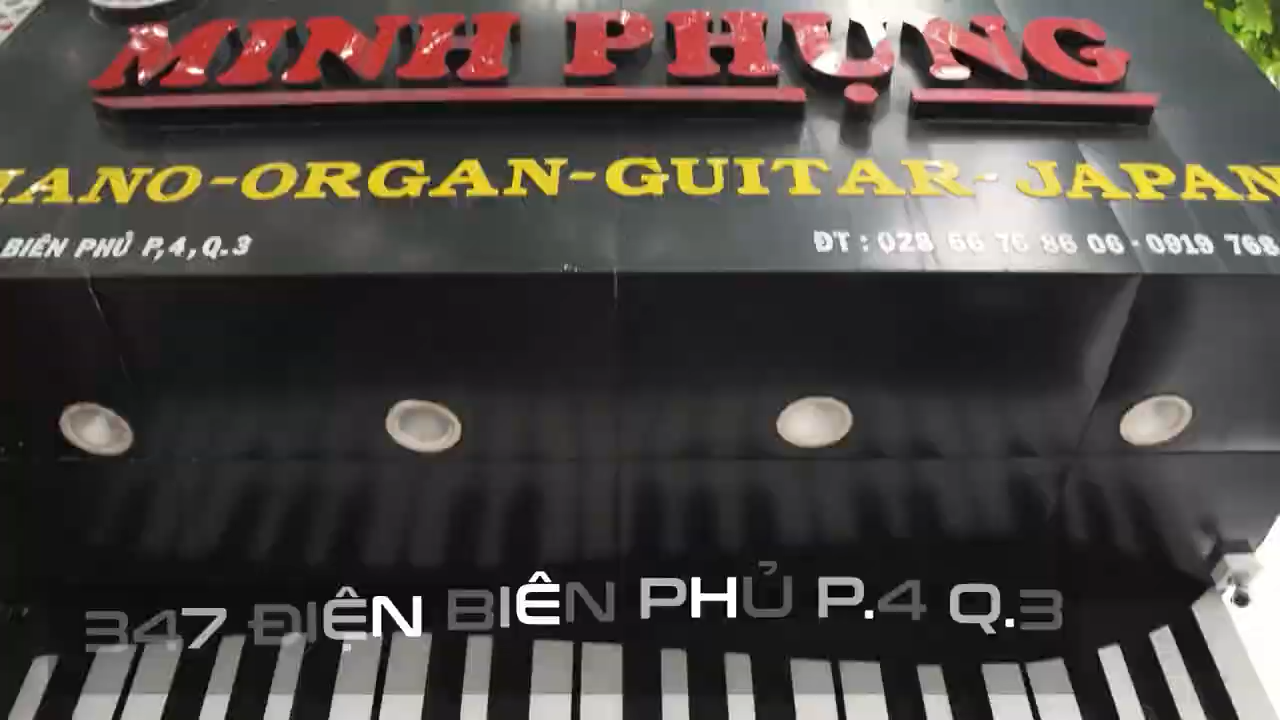 MINH PHỤNG
IANO-ORGAN-GUITAR-JAPAN
BIÊN PHỦ P,4,Q.3
ĐT : 028 66 76 86 06 - 0919 768
347 ĐIỆN BIÊN PHỦ P.4 Q.3